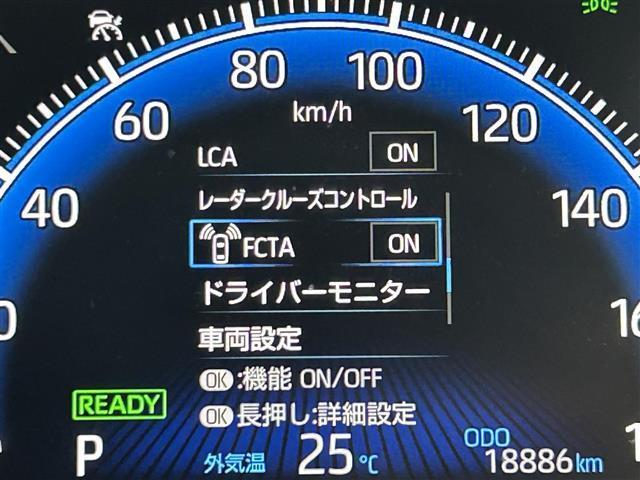 80 100
km/h
60 120
LCA ON
レーダークルーズコントロール
40 140
FCTA ON
ドライバーモニター
車両設定
OK:機能 ON/OFF
OK 長押し:詳細設定
READY
P 外気温 25℃ ODO 18886km